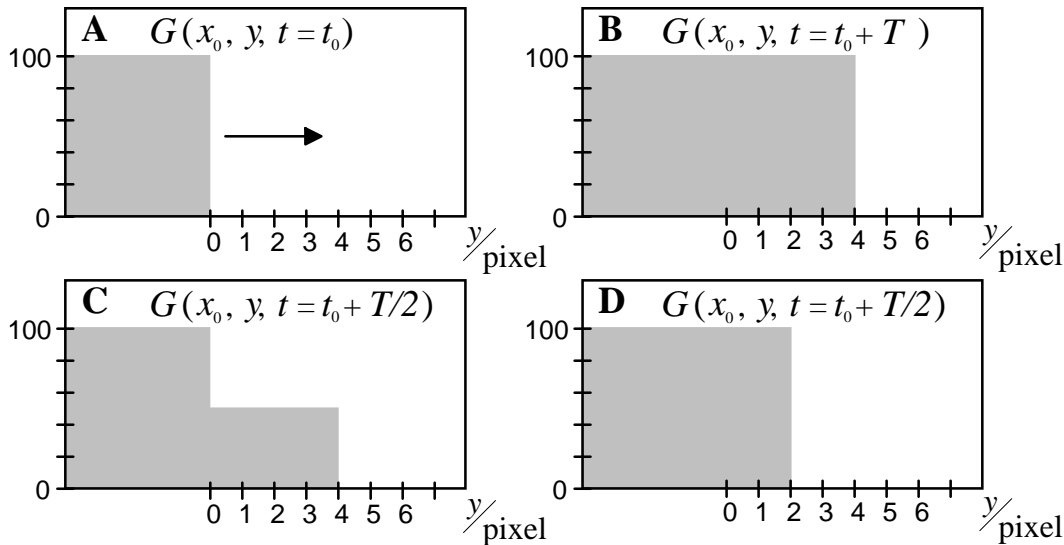 A G(x₀, y, t = t₀)
100
0
0 1 2 3 4 5 6 y/pixel
B G(x₀, y, t = t₀ + T )
100
0
0 1 2 3 4 5 6 y/pixel
C G(x₀, y, t = t₀ + T/2)
100
0
0 1 2 3 4 5 6 y/pixel
D G(x₀, y, t = t₀ + T/2)
100
0
0 1 2 3 4 5 6 y/pixel